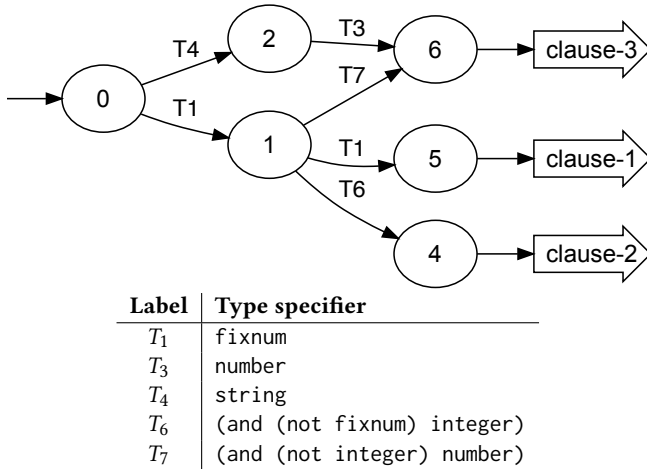 2
T3
T4
6
clause-3
T7
0
T1
1
T1
5
clause-1
T6
4
clause-2
Label Type specifier
T1 fixnum
T3 number
T4 string
T6 (and (not fixnum) integer)
T7 (and (not integer) number)